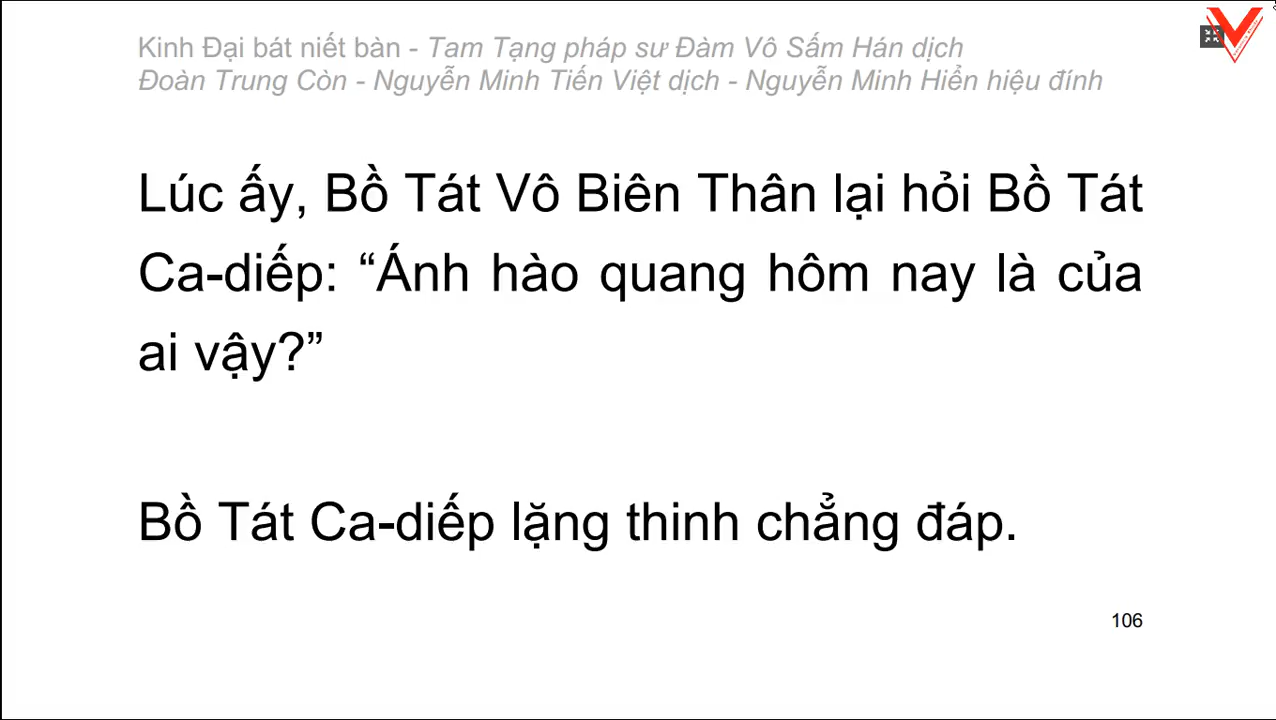 Kinh Đại bát niết bàn - Tam Tạng pháp sư Đàm Vô Sấm Hán dịch
Đoàn Trung Còn - Nguyễn Minh Tiến Việt dịch - Nguyễn Minh Hiển hiệu đính
Lúc ấy, Bồ Tát Vô Biên Thân lại hỏi Bồ Tát
Ca-diếp: “Ánh hào quang hôm nay là của
ai vậy?”
Bồ Tát Ca-diếp lặng thinh chẳng đáp.
106